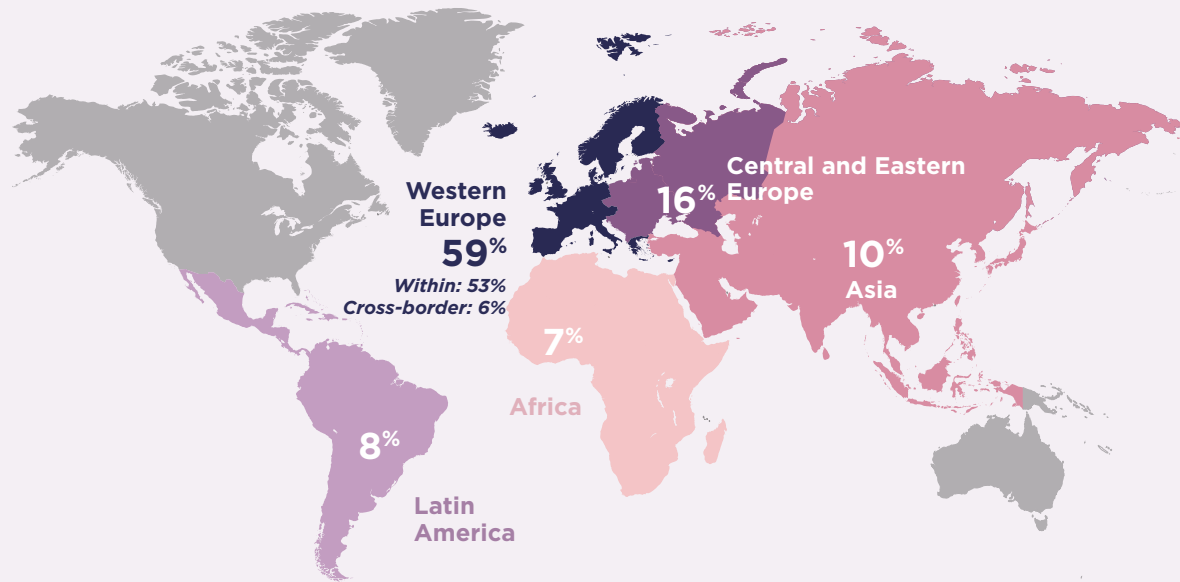 Western
Europe
59%
Within: 53%
Cross-border: 6%
16%
Central and Eastern
Europe
10%
Asia
7%
Africa
8%
Latin
America